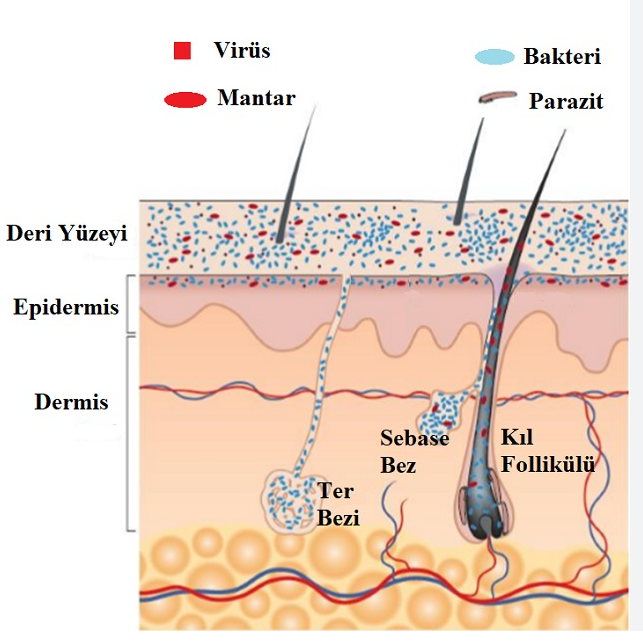 Virüs
Bakteri
Mantar
Parazit
Deri Yüzeyi
Epidermis
Dermis
Sebase
Bez
Kıl
Follikülü
Ter
Bezi